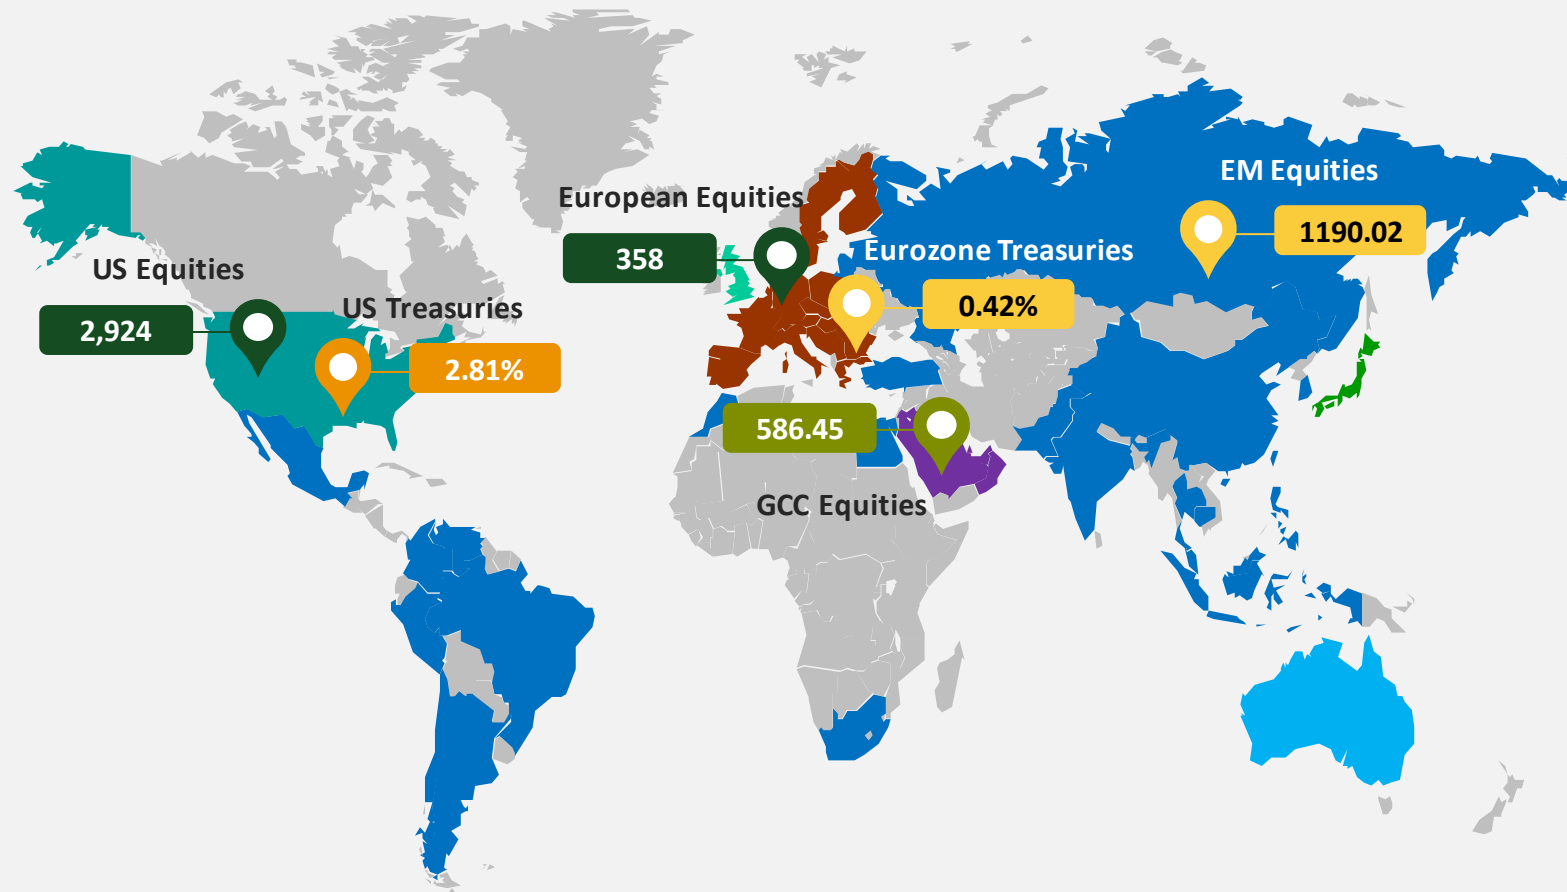 EM Equities
1190.02
European Equities
358
Eurozone Treasuries
0.42%
US Equities
2,924
US Treasuries
2.81%
586.45
GCC Equities